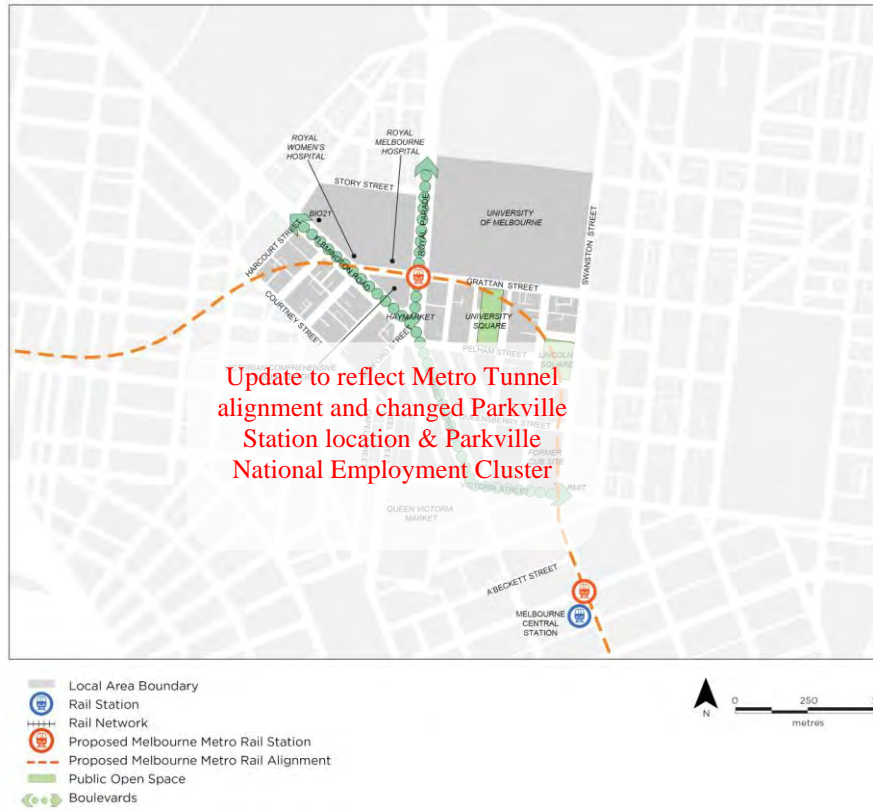 ROYAL
WOMEN'S
HOSPITAL
ROYAL
MELBOURNE
HOSPITAL
STORY STREET
BIO21
ROYAL PARADE
UNIVERSITY
OF MELBOURNE
SWANSTON STREET
HARCOURT STREET
FLEMINGTON ROAD
GRATTAN STREET
COURTNEY STREET
HAYMARKET
UNIVERSITY
SQUARE
PELHAM STREET
LINCOLN
SQUARE
VICTORIAN COMPREHENSIVE
Update to reflect Metro Tunnel
alignment and changed Parkville
Station location & Parkville
National Employment Cluster
QUEENSBERRY STREET
FORMER
CUB SITE
VICTORIA STREET
RMIT
QUEEN VICTORIA
MARKET
A'BECKETT STREET
MELBOURNE
CENTRAL
STATION
Local Area Boundary
Rail Station
Rail Network
Proposed Melbourne Metro Rail Station
Proposed Melbourne Metro Rail Alignment
Public Open Space
Boulevards
N
0 250
metres